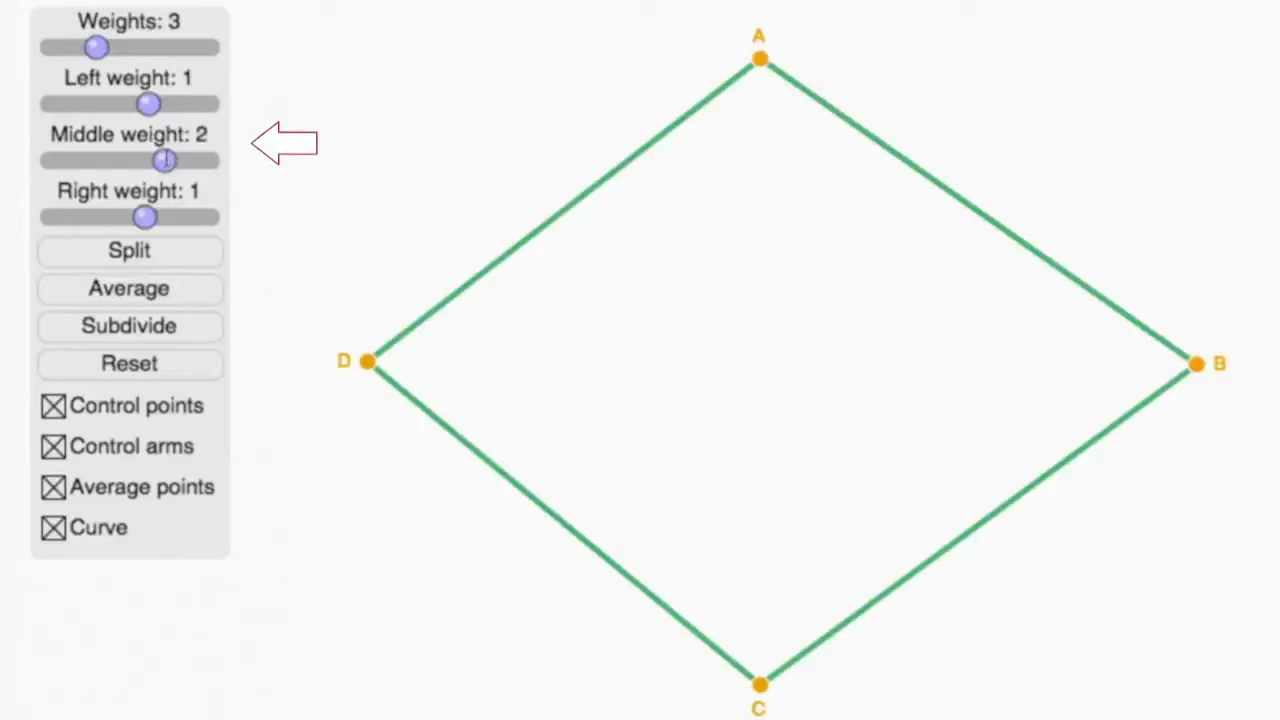 Weights: 3
Left weight: 1
Middle weight: 2
Right weight: 1
Split
Average
Subdivide
Reset
Control points
Control arms
Average points
Curve
A
D
B
C